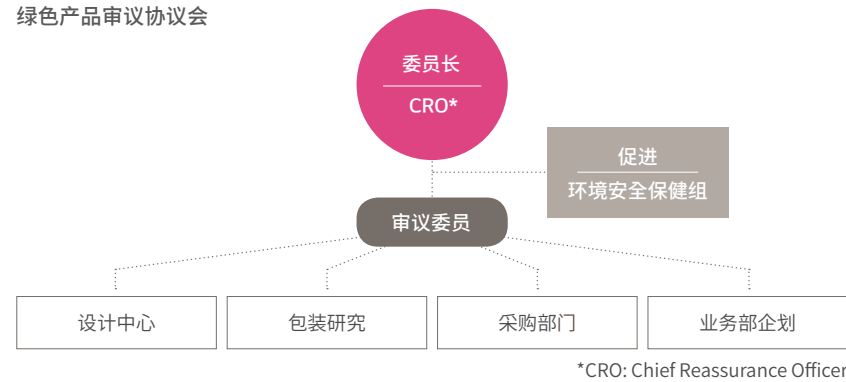 绿色产品审议协议会
委员长
CRO*
促进
环境安全保健组
审议委员
设计中心
包装研究
采购部门
业务部企划
*CRO: Chief Reassurance Officer